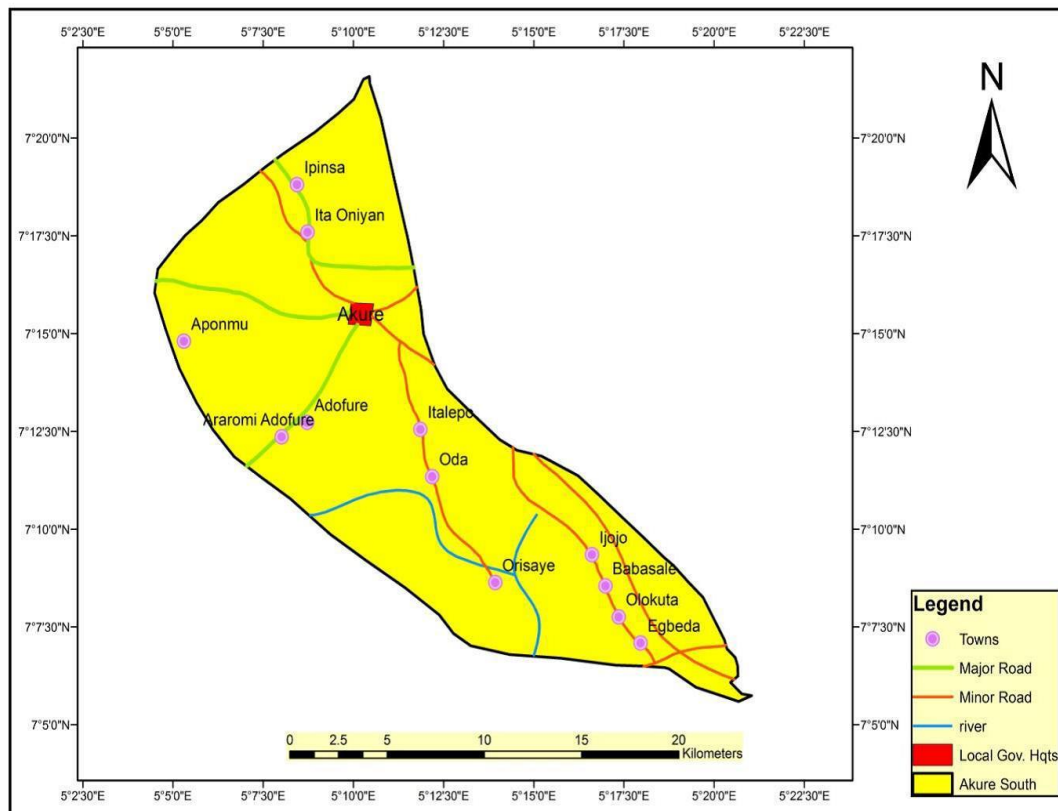 5°2'30"E 5°5'0"E 5°7'30"E 5°10'0"E 5°12'30"E 5°15'0"E 5°17'30"E 5°20'0"E 5°22'30"E
N
7°20'0"N 7°20'0"N
Ipinsa
Ita Oniyan
7°17'30"N 7°17'30"N
Akure
7°15'0"N 7°15'0"N
Aponmu
Adofure
Araromi Adofure
Italepo
7°12'30"N 7°12'30"N
Oda
7°10'0"N 7°10'0"N
Ijojo
Orisaye
Babasale
Olokuta
Egbeda
7°7'30"N 7°7'30"N
7°5'0"N 7°5'0"N
Legend
Towns
Major Road
Minor Road
river
Local Gov. Hqts
Akure South
0 2.5 5 10 15 20
Kilometers
5°2'30"E 5°5'0"E 5°7'30"E 5°10'0"E 5°12'30"E 5°15'0"E 5°17'30"E 5°20'0"E 5°22'30"E